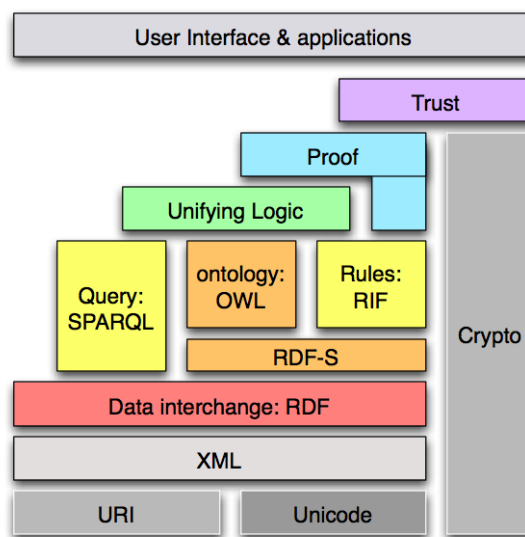 User Interface & applications
Trust
Proof
Unifying Logic
Query:
SPARQL
ontology:
OWL
Rules:
RIF
Crypto
RDF-S
Data interchange: RDF
XML
URI
Unicode